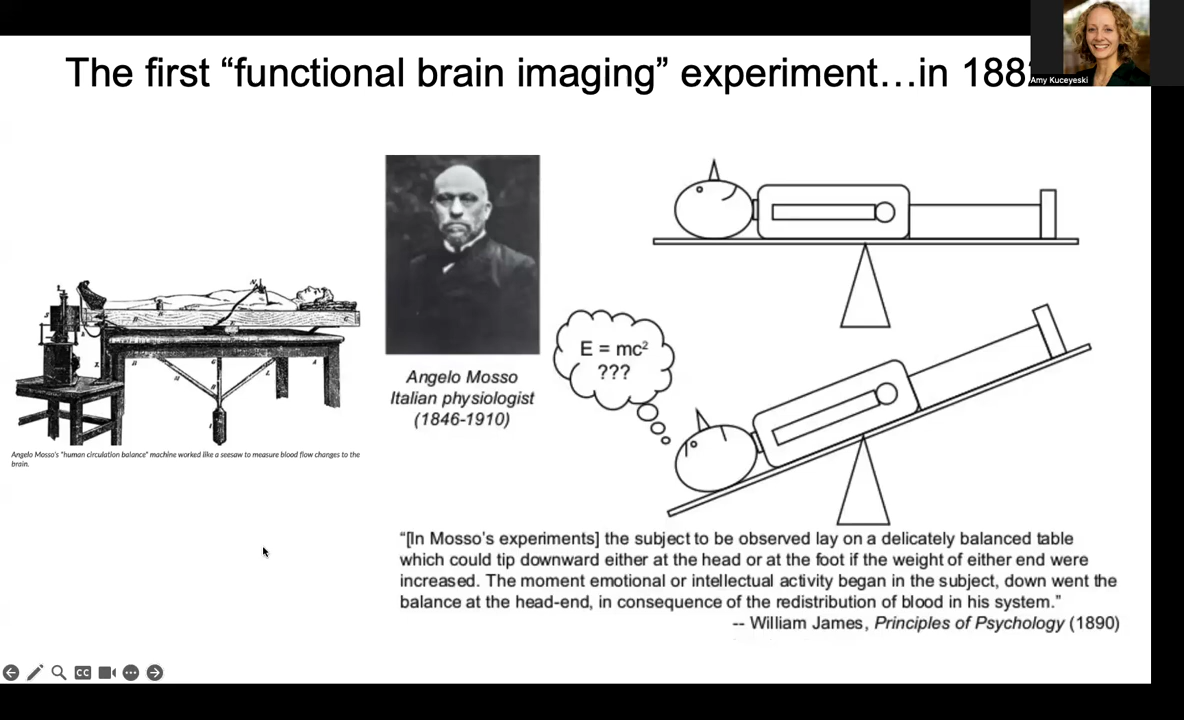 The first “functional brain imaging” experiment…in 188
Amy Kuceyeski
Angelo Mosso's “human circulation balance” machine worked like a seesaw to measure blood flow changes to the
brain.
Angelo Mosso
Italian physiologist
(1846-1910)
E = mc²
???
“[In Mosso's experiments] the subject to be observed lay on a delicately balanced table
which could tip downward either at the head or at the foot if the weight of either end were
increased. The moment emotional or intellectual activity began in the subject, down went the
balance at the head-end, in consequence of the redistribution of blood in his system.”
-- William James, Principles of Psychology (1890)
CC